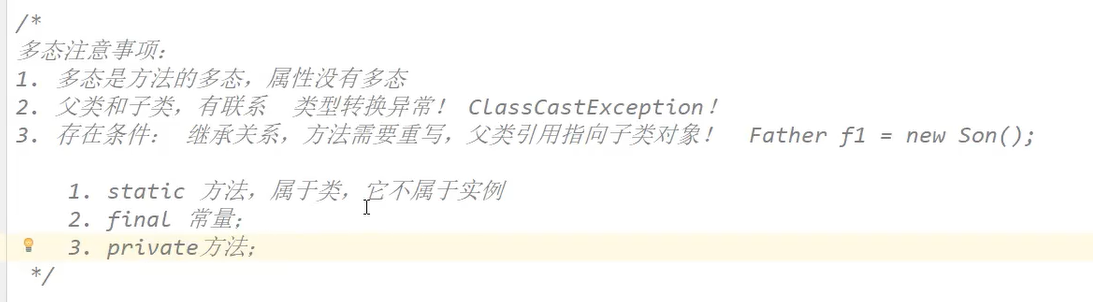 /*
多态注意事项：
1. 多态是方法的多态，属性没有多态
2. 父类和子类，有联系 类型转换异常！ ClassCastException！
3. 存在条件： 继承关系，方法需要重写，父类引用指向子类对象！ Father f1 = new Son();
1. static 方法，属于类，它不属于实例
2. final 常量；
3. private方法；
*/